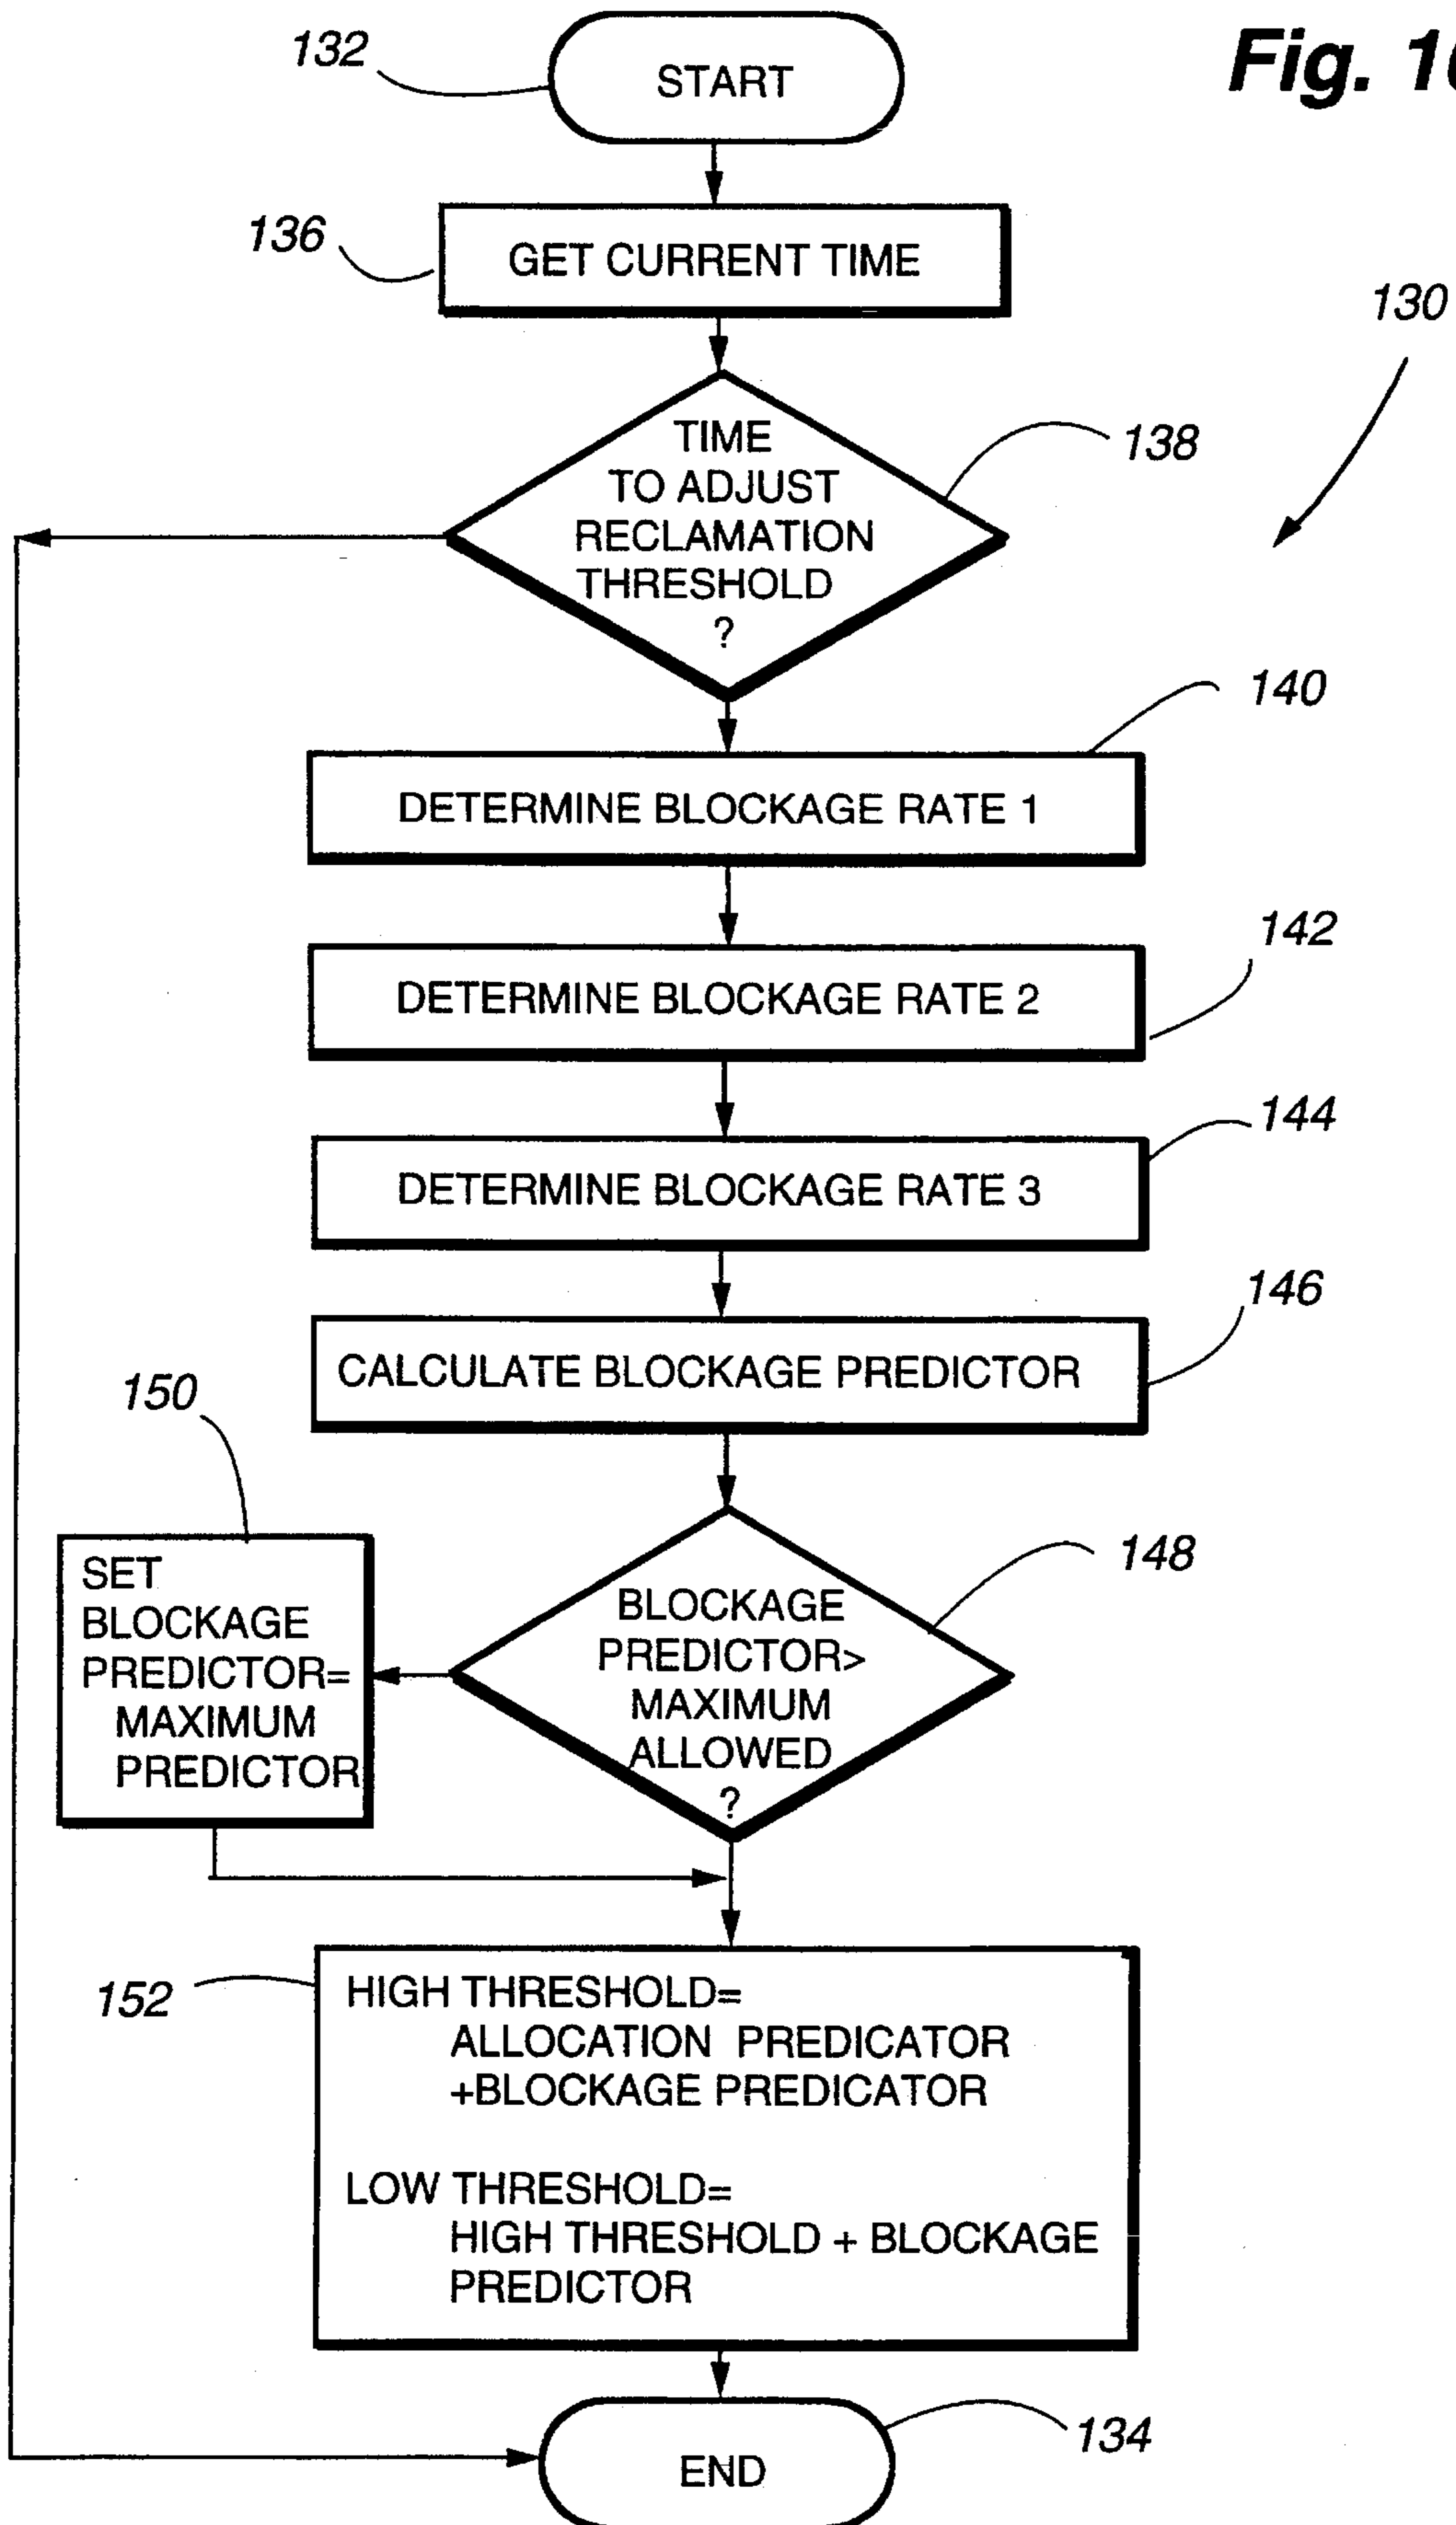 Fig. 10
132
START
136
GET CURRENT TIME
130
TIME
TO ADJUST
RECLAMATION
THRESHOLD
?
138
140
DETERMINE BLOCKAGE RATE 1
142
DETERMINE BLOCKAGE RATE 2
144
DETERMINE BLOCKAGE RATE 3
146
CALCULATE BLOCKAGE PREDICTOR
150
SET
BLOCKAGE
PREDICTOR=
MAXIMUM
PREDICTOR
148
BLOCKAGE
PREDICTOR>
MAXIMUM
ALLOWED
?
152
HIGH THRESHOLD=
ALLOCATION PREDICATOR
+BLOCKAGE PREDICATOR
LOW THRESHOLD=
HIGH THRESHOLD + BLOCKAGE
PREDICTOR
134
END